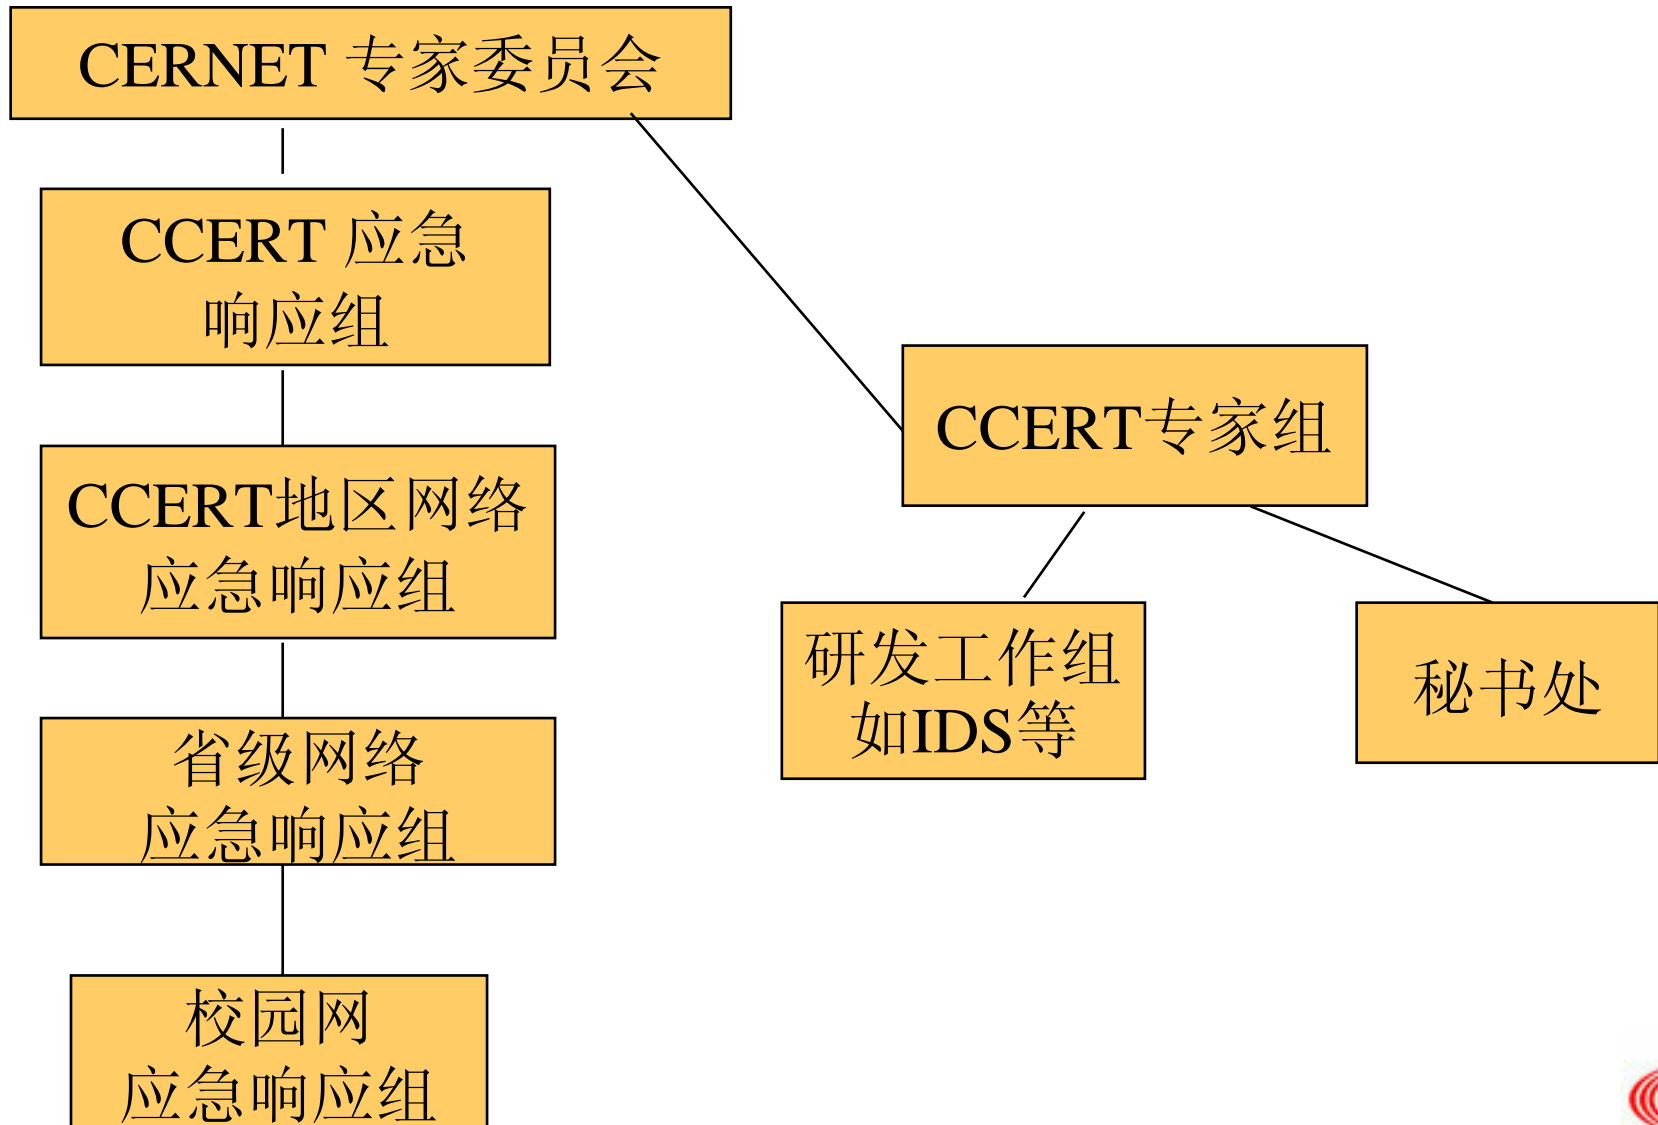 CERNET 专家委员会
CCERT 应急
响应组
CCERT地区网络
应急响应组
省级网络
应急响应组
校园网
应急响应组
CCERT专家组
研发工作组
如IDS等
秘书处